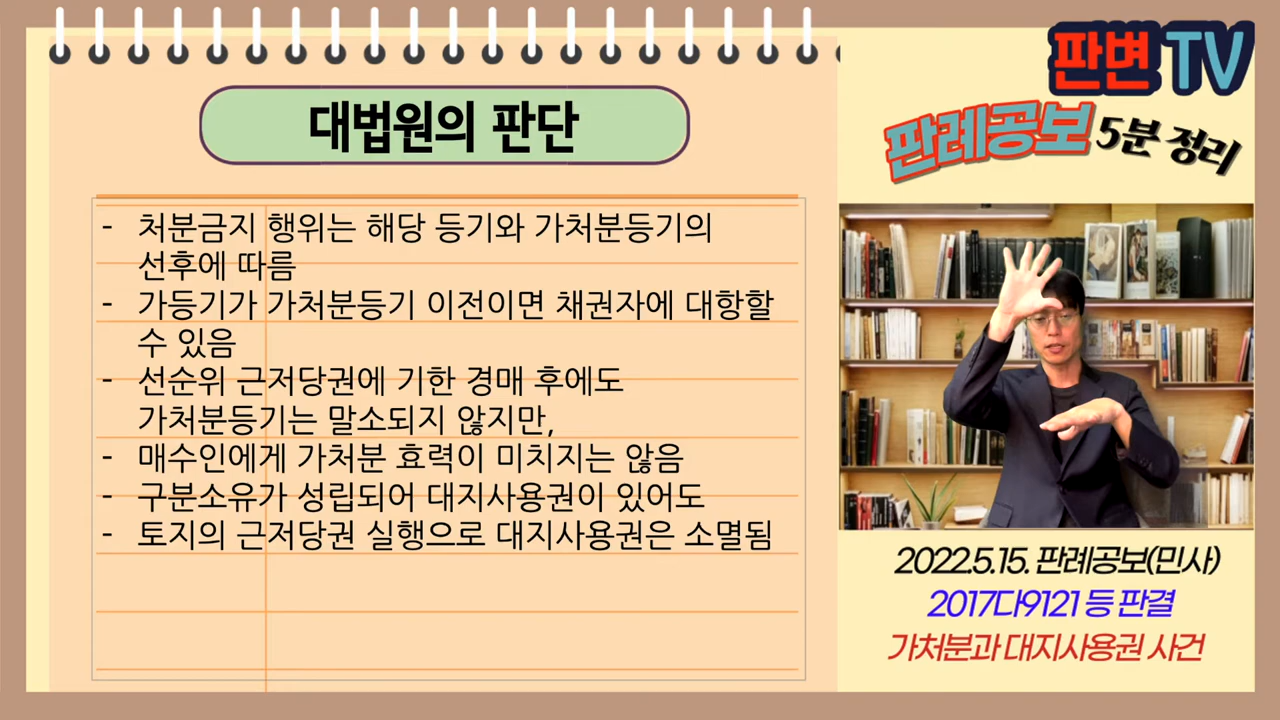 대법원의 판단
- 처분금지 행위는 해당 등기와 가처분등기의
선후에 따름
- 가등기가 가처분등기 이전이면 채권자에 대항할
수 있음
- 선순위 근저당권에 기한 경매 후에도
가처분등기는 말소되지 않지만,
- 매수인에게 가처분 효력이 미치지는 않음
- 구분소유가 성립되어 대지사용권이 있어도
- 토지의 근저당권 실행으로 대지사용권은 소멸됨
판변 TV
판례공보 5분 정리
2022.5.15. 판례공보(민사)
2017다9121 등 판결
가처분과 대지사용권 사건